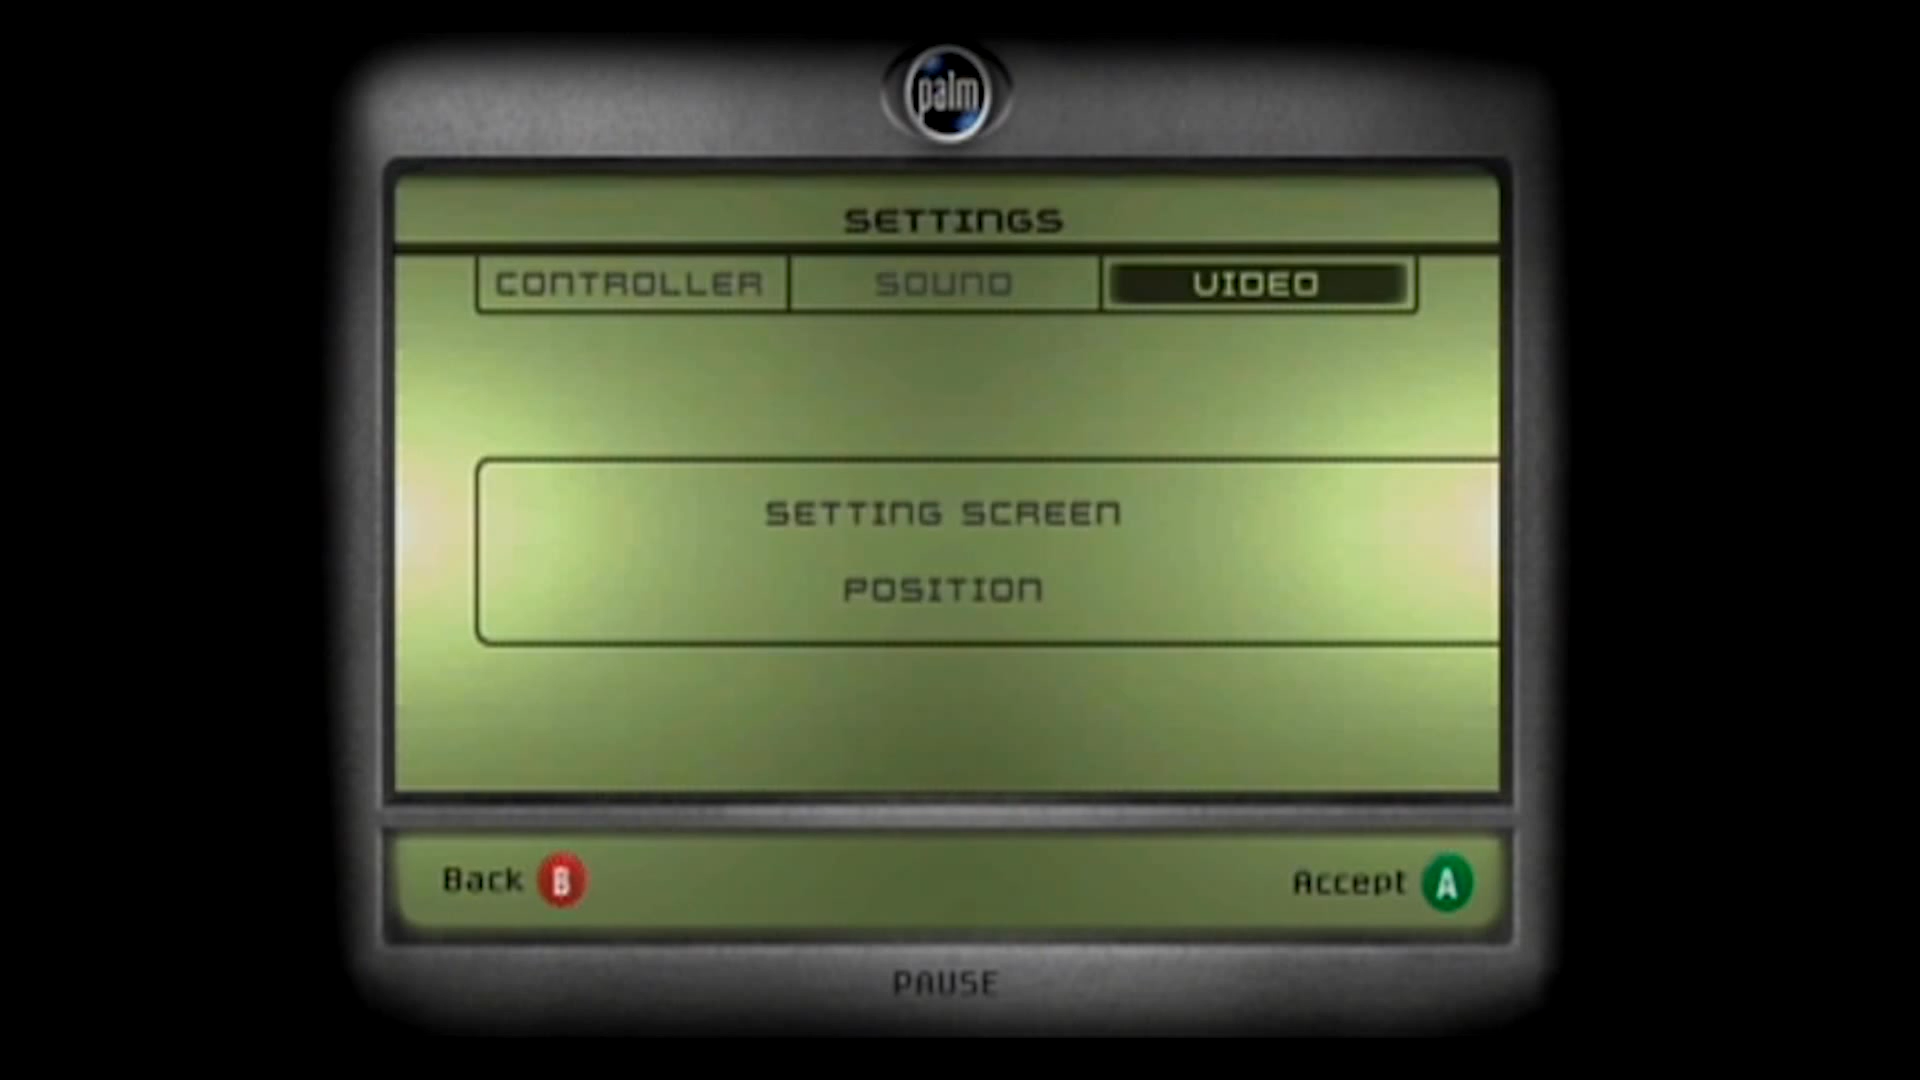 palm
SETTINGS
CONTROLLER SOUND VIDEO
SETTING SCREEN
POSITION
Back B Accept A
PAUSE